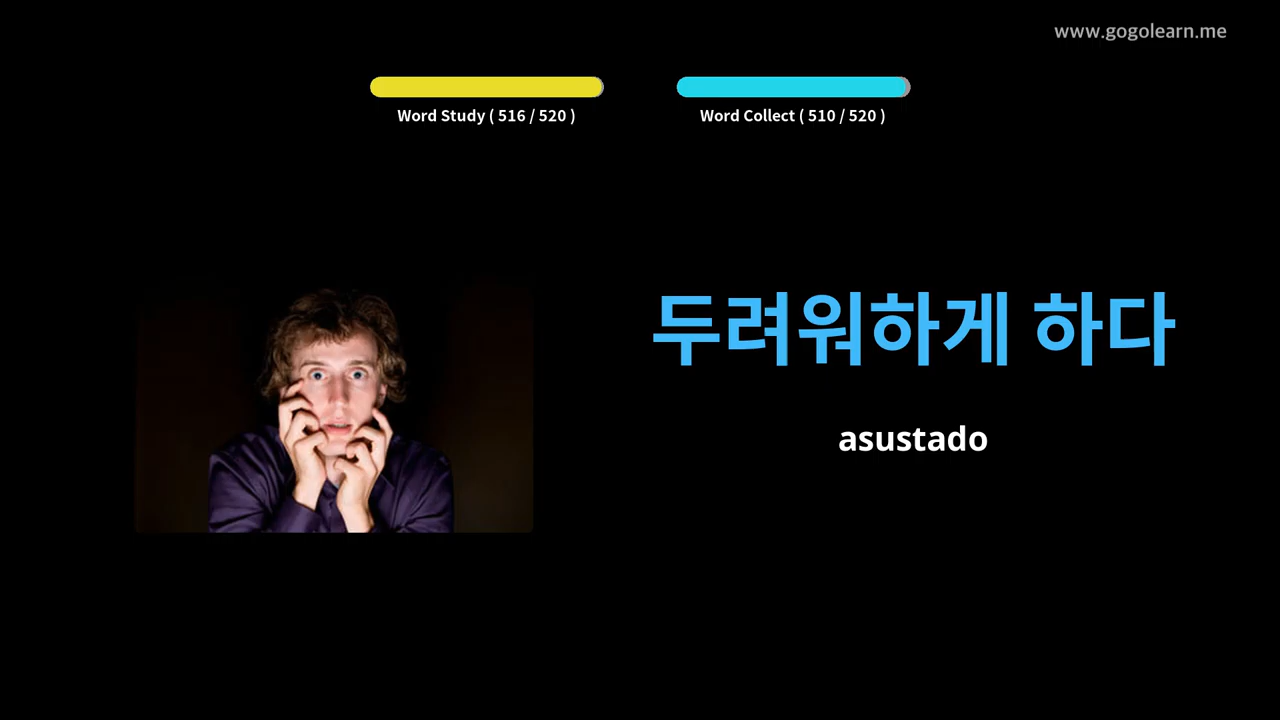 www.gogolearn.me
Word Study ( 516 / 520 )
Word Collect ( 510 / 520 )
두려워하게 하다
asustado